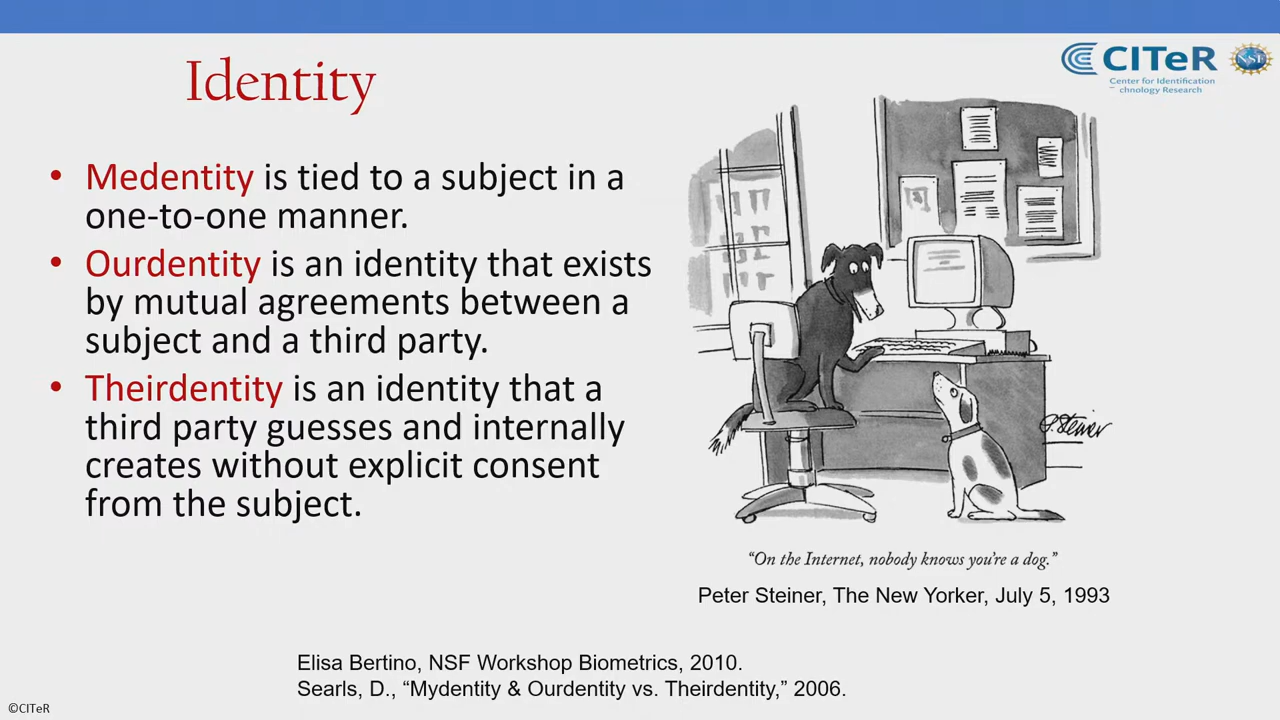 Identity
CITeR
Center for Identification
chnology Research
NSF
• Medentity is tied to a subject in a
one-to-one manner.
• Ourdentity is an identity that exists
by mutual agreements between a
subject and a third party.
• Theirdentity is an identity that a
third party guesses and internally
creates without explicit consent
from the subject.
P. Steiner
“On the Internet, nobody knows you’re a dog.”
Peter Steiner, The New Yorker, July 5, 1993
Elisa Bertino, NSF Workshop Biometrics, 2010.
Searls, D., “Mydentity & Ourdentity vs. Theirdentity,” 2006.
©CITeR